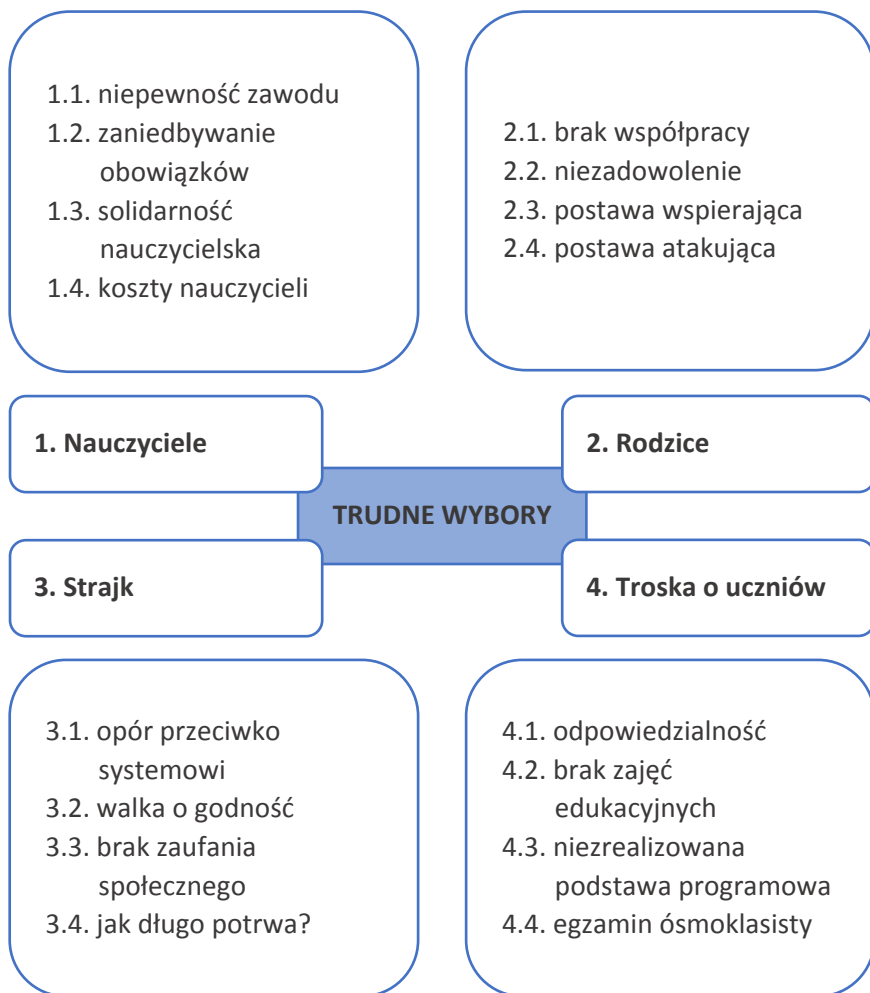 1.1. niepewność zawodu
1.2. zaniedbywanie
obowiązków
1.3. solidarność
nauczycielska
1.4. koszty nauczycieli
2.1. brak współpracy
2.2. niezadowolenie
2.3. postawa wspierająca
2.4. postawa atakująca
1. Nauczyciele
2. Rodzice
TRUDNE WYBORY
3. Strajk
4. Troska o uczniów
3.1. opór przeciwko
systemowi
3.2. walka o godność
3.3. brak zaufania
społecznego
3.4. jak długo potrwa?
4.1. odpowiedzialność
4.2. brak zajęć
edukacyjnych
4.3. niezrealizowana
podstawa programowa
4.4. egzamin ósmoklasisty